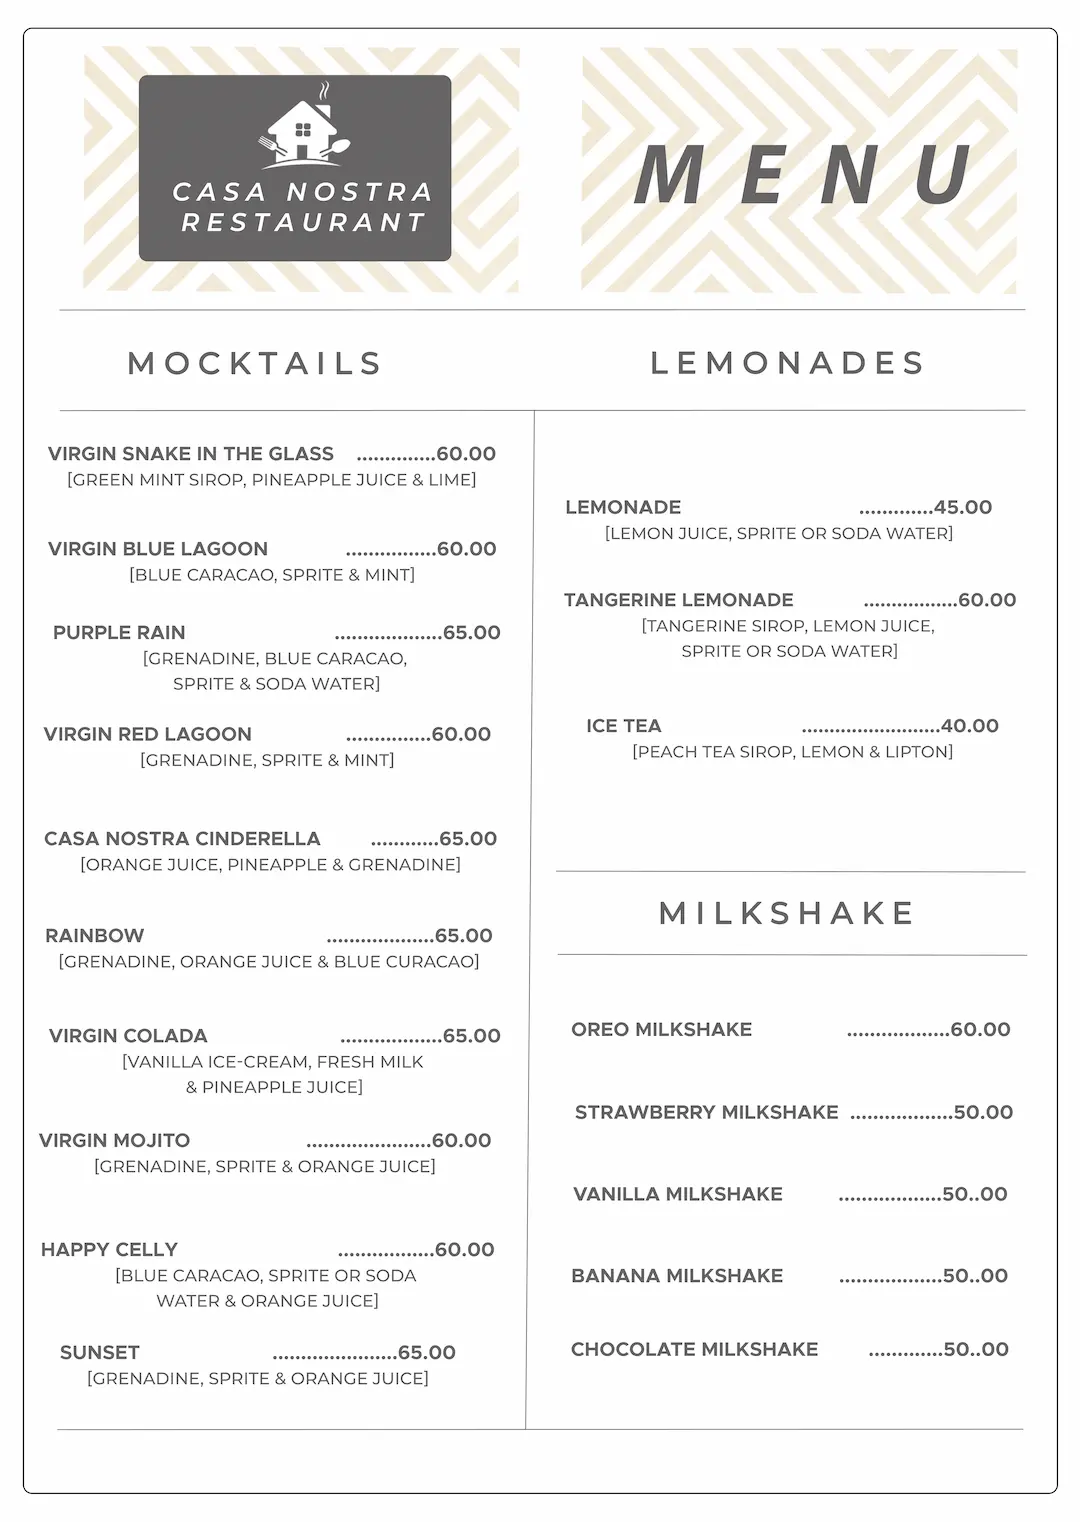 CASA NOSTRA
RESTAURANT
MENU
MOCKTAILS
VIRGIN SNAKE IN THE GLASS ..............60.00
[GREEN MINT SIROP, PINEAPPLE JUICE & LIME]
VIRGIN BLUE LAGOON ................60.00
[BLUE CARACAO, SPRITE & MINT]
PURPLE RAIN ...................65.00
[GRENADINE, BLUE CARACAO,
SPRITE & SODA WATER]
VIRGIN RED LAGOON ...............60.00
[GRENADINE, SPRITE & MINT]
CASA NOSTRA CINDERELLA ............65.00
[ORANGE JUICE, PINEAPPLE & GRENADINE]
RAINBOW ...................65.00
[GRENADINE, ORANGE JUICE & BLUE CURACAO]
VIRGIN COLADA ..................65.00
[VANILLA ICE-CREAM, FRESH MILK
& PINEAPPLE JUICE]
VIRGIN MOJITO ......................60.00
[GRENADINE, SPRITE & ORANGE JUICE]
HAPPY CELLY .................60.00
[BLUE CARACAO, SPRITE OR SODA
WATER & ORANGE JUICE]
SUNSET ......................65.00
[GRENADINE, SPRITE & ORANGE JUICE]
LEMONADES
LEMONADE .............45.00
[LEMON JUICE, SPRITE OR SODA WATER]
TANGERINE LEMONADE ................60.00
[TANGERINE SIROP, LEMON JUICE,
SPRITE OR SODA WATER]
ICE TEA ........................40.00
[PEACH TEA SIROP, LEMON & LIPTON]
MILKSHAKE
OREO MILKSHAKE ..................60.00
STRAWBERRY MILKSHAKE ..................50.00
VANILLA MILKSHAKE ..................50..00
BANANA MILKSHAKE ..................50..00
CHOCOLATE MILKSHAKE .............50..00